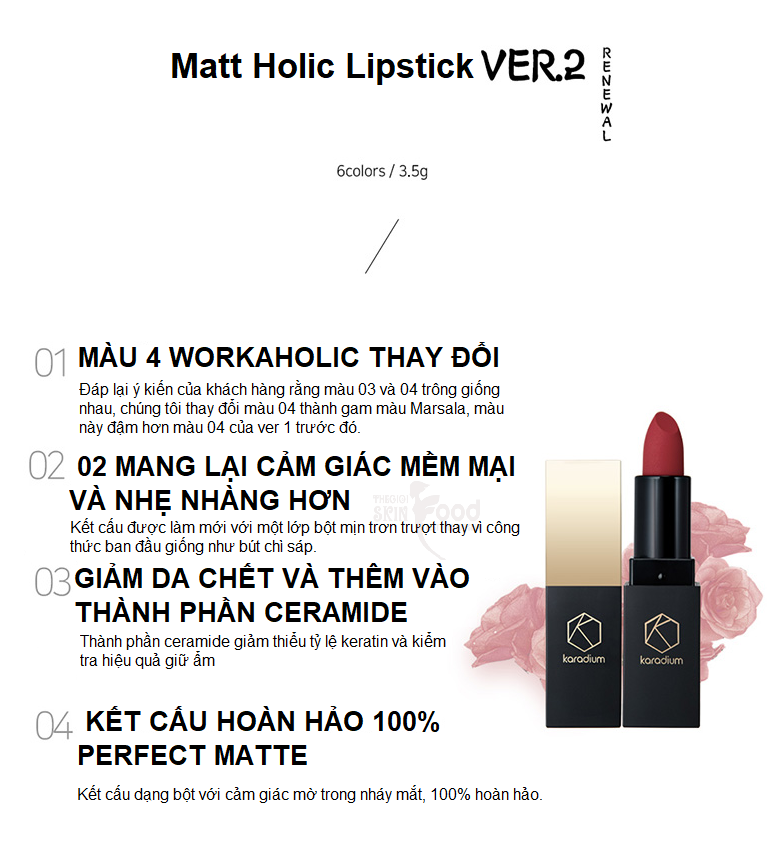 Matt Holic Lipstick VER.2
RENEWAL
6colors / 3.5g
01 MÀU 4 WORKAHOLIC THAY ĐỔI
Đáp lại ý kiến của khách hàng rằng màu 03 và 04 trông giống
nhau, chúng tôi thay đổi màu 04 thành gam màu Marsala, màu
này đậm hơn màu 04 của ver 1 trước đó.
02 02 MANG LẠI CẢM GIÁC MỀM MẠI
VÀ NHẸ NHÀNG HƠN
Kết cấu được làm mới với một lớp bột mịn trơn trượt thay vì công
thức ban đầu giống như bút chì sáp.
THEGIOI
SKIN Food
03 GIẢM DA CHẾT VÀ THÊM VÀO
THÀNH PHẦN CERAMIDE
Thành phần ceramide giảm thiểu tỷ lệ keratin và kiểm
tra hiệu quả giữ ẩm
04 KẾT CẤU HOÀN HẢO 100%
PERFECT MATTE
Kết cấu dạng bột với cảm giác mờ trong nháy mắt, 100% hoàn hảo.
karadium
karadium